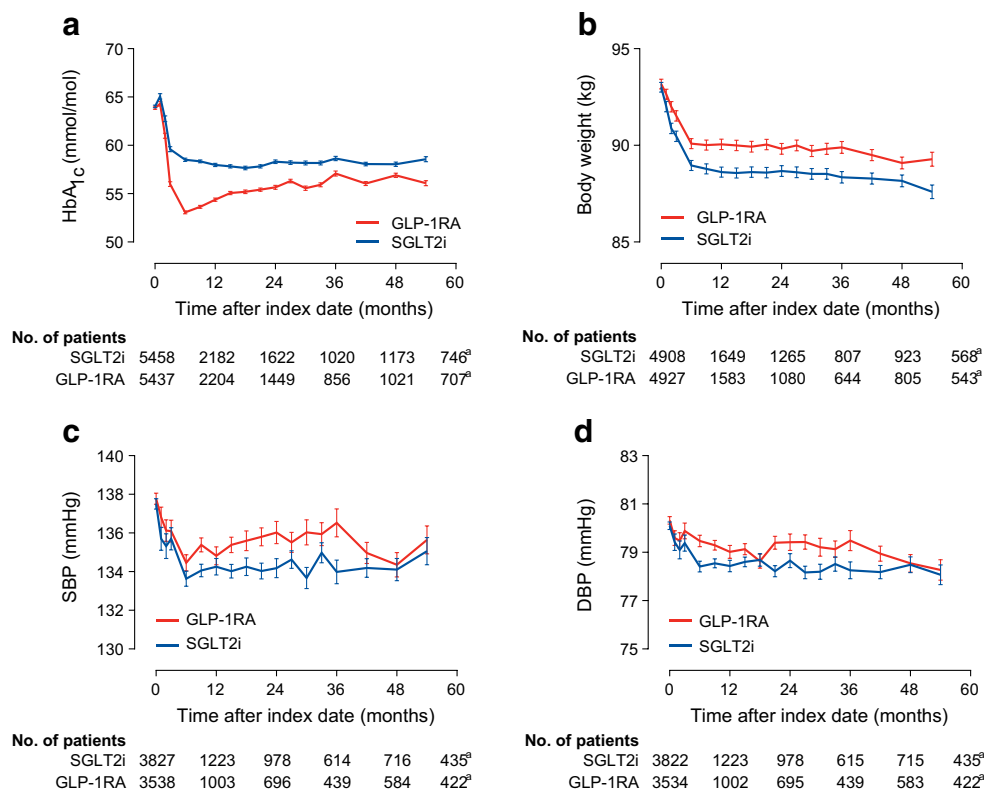 a
70
65
60
55
50
HbA1c (mmol/mol)
GLP-1RA
SGLT2i
0 12 24 36 48 60
Time after index date (months)
No. of patients
SGLT2i 5458 2182 1622 1020 1173 746a
GLP-1RA 5437 2204 1449 856 1021 707a
b
95
90
85
Body weight (kg)
GLP-1RA
SGLT2i
0 12 24 36 48 60
Time after index date (months)
No. of patients
SGLT2i 4908 1649 1265 807 923 568a
GLP-1RA 4927 1583 1080 644 805 543a
c
140
138
136
134
132
130
SBP (mmHg)
GLP-1RA
SGLT2i
0 12 24 36 48 60
Time after index date (months)
No. of patients
SGLT2i 3827 1223 978 614 716 435a
GLP-1RA 3538 1003 696 439 584 422a
d
83
81
79
77
75
DBP (mmHg)
GLP-1RA
SGLT2i
0 12 24 36 48 60
Time after index date (months)
No. of patients
SGLT2i 3822 1223 978 615 715 435a
GLP-1RA 3534 1002 695 439 583 422a